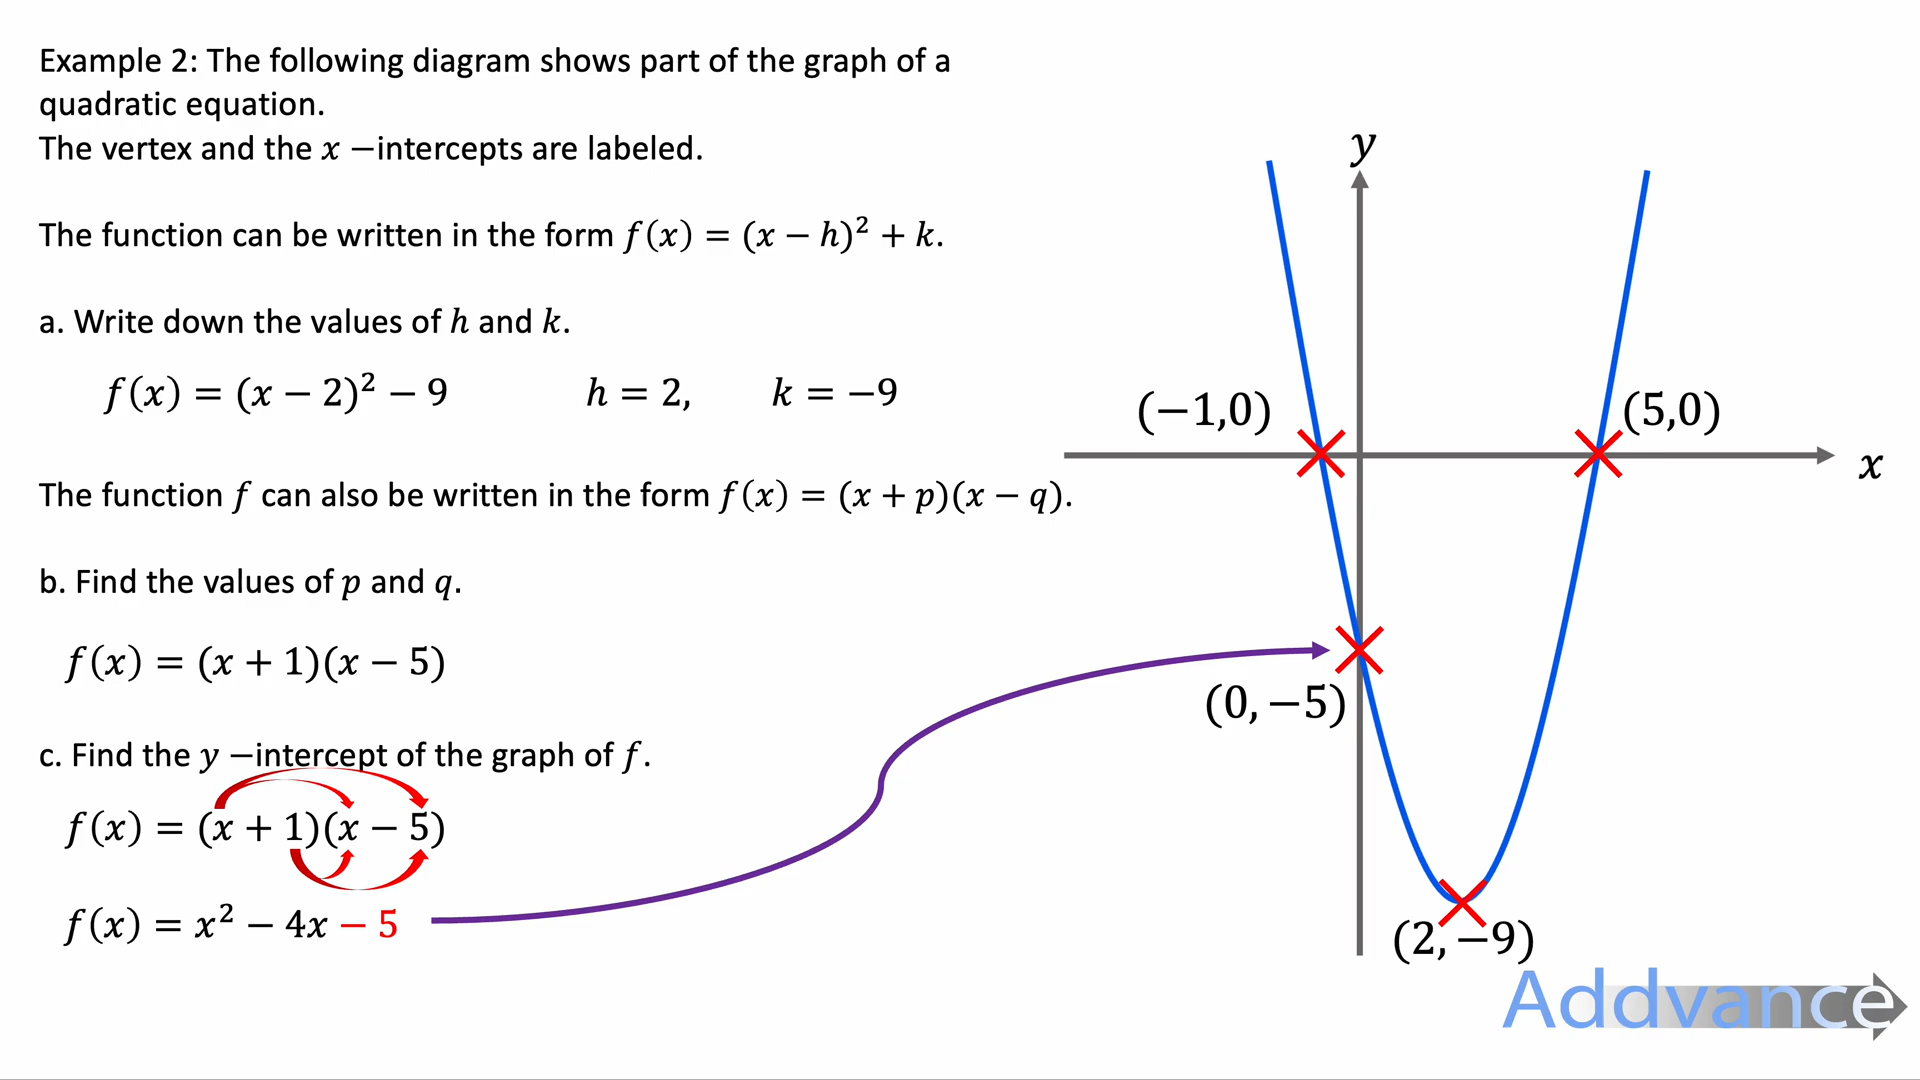 Example 2: The following diagram shows part of the graph of a
quadratic equation.
The vertex and the x −intercepts are labeled.
The function can be written in the form f(x) = (x − h)² + k.
a. Write down the values of h and k.
f(x) = (x − 2)² − 9 h = 2, k = −9
The function f can also be written in the form f(x) = (x + p)(x − q).
b. Find the values of p and q.
f(x) = (x + 1)(x − 5)
c. Find the y −intercept of the graph of f.
f(x) = (x + 1)(x − 5)
f(x) = x² − 4x − 5
y
(−1,0)
(5,0)
x
(0, −5)
(2, −9)
Addvance